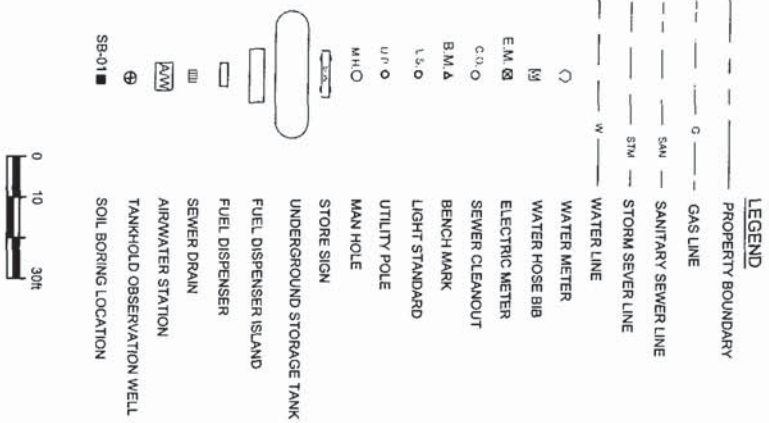 LEGEND
PROPERTY BOUNDARY
G GAS LINE
SAN SANITARY SEWER LINE
STM STORM SEVER LINE
W WATER LINE
WATER METER
WATER HOSE BIB
E.M. ELECTRIC METER
C.O. SEWER CLEANOUT
B.M. BENCH MARK
L.S. LIGHT STANDARD
U.P. UTILITY POLE
M.H. MAN HOLE
STORE SIGN
UNDERGROUND STORAGE TANK
FUEL DISPENSER ISLAND
FUEL DISPENSER
SEWER DRAIN
A/W AIR/WATER STATION
TANKHOLD OBSERVATION WELL
SB-01 SOIL BORING LOCATION
0 10 30ft